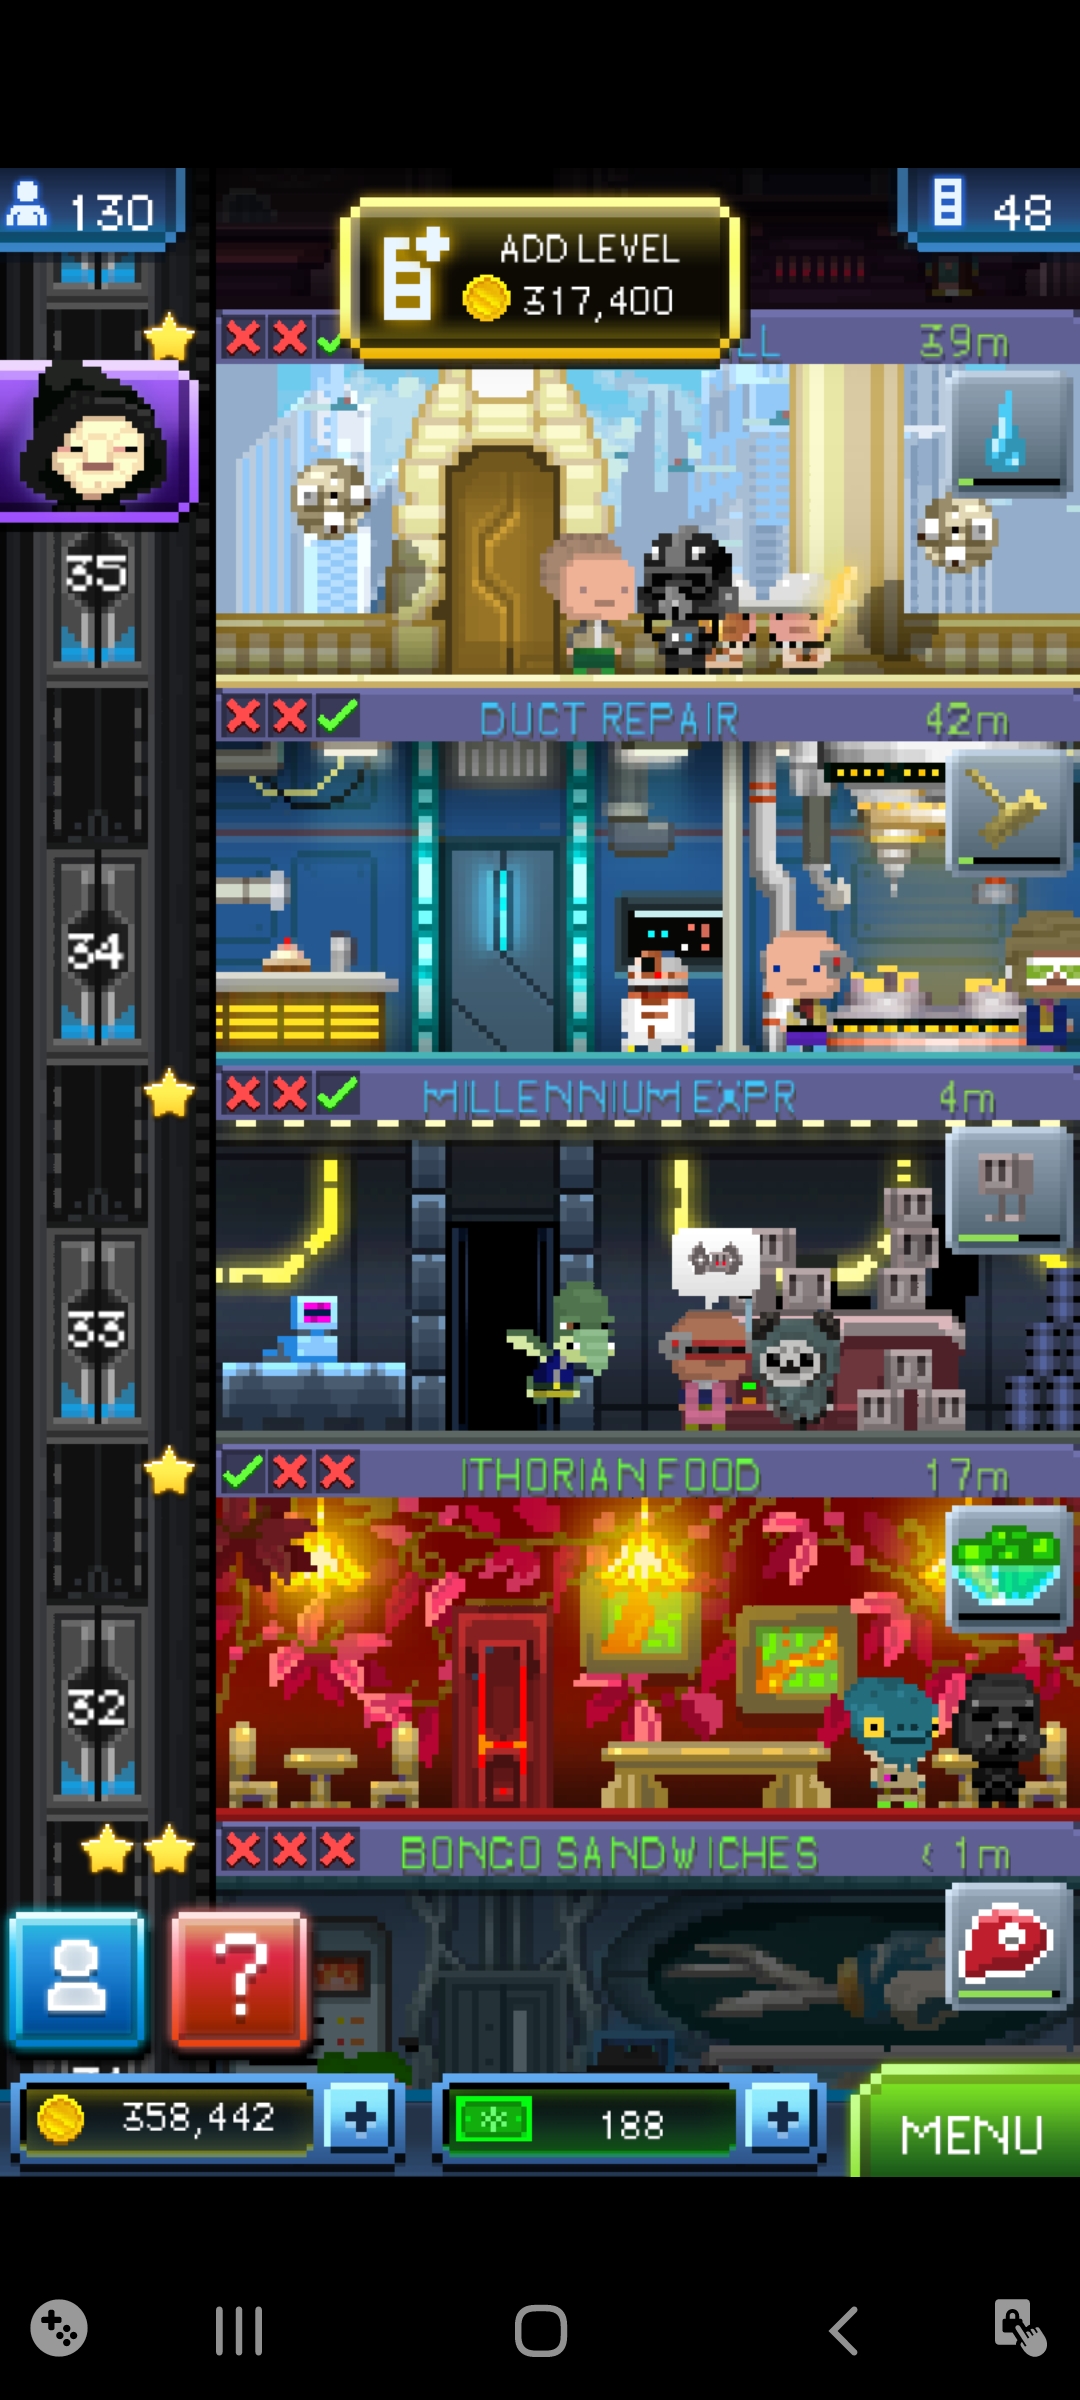 130
48
ADD LEVEL
317,400
LL 39m
35
DUCT REPAIR 42m
34
MILLENNIUM EXPR 4m
33
ITHORIAN FOOD 17m
32
BONGO SANDWICHES < 1m
?
358,442 +
188 +
MENU